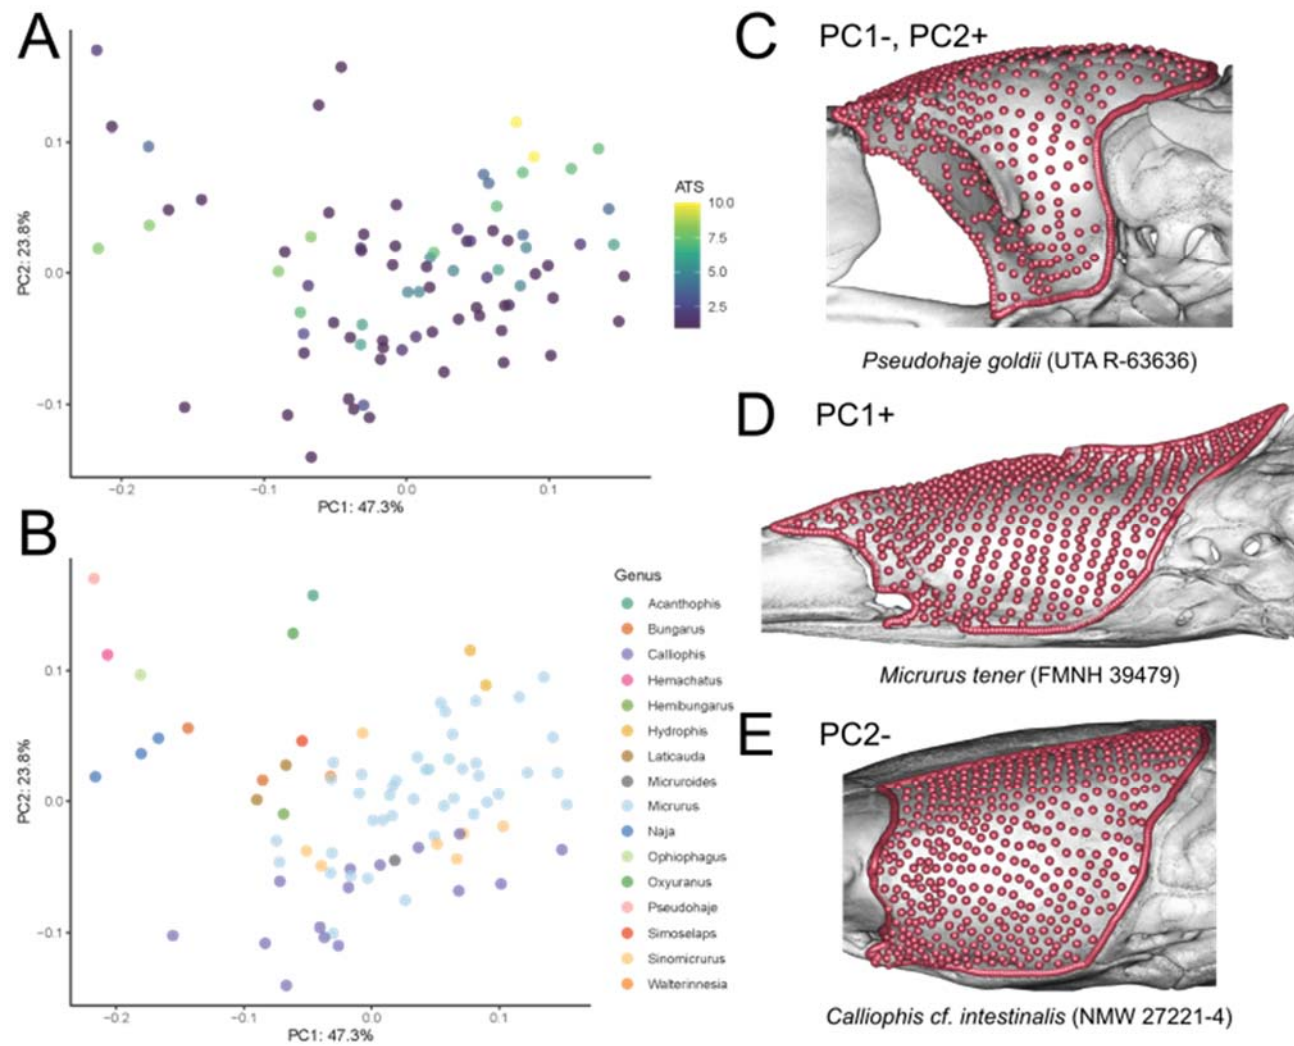 A
0.1
0.0
−0.1
PC2: 23.8%
−0.2
−0.1
0.0
0.1
PC1: 47.3%
ATS
10.0
7.5
5.0
2.5
B
0.1
0.0
−0.1
PC2: 23.8%
−0.2
−0.1
0.0
0.1
PC1: 47.3%
Genus
Acanthophis
Bungarus
Calliophis
Hemachatus
Hemibungarus
Hydrophis
Laticauda
Micruroides
Micrurus
Naja
Ophiophagus
Oxyuranus
Pseudohaje
Simoselaps
Sinomicrurus
Walterinnesia
C
PC1-, PC2+
Pseudohaje goldii (UTA R-63636)
D
PC1+
Micrurus tener (FMNH 39479)
E
PC2-
Calliophis cf. intestinalis (NMW 27221-4)